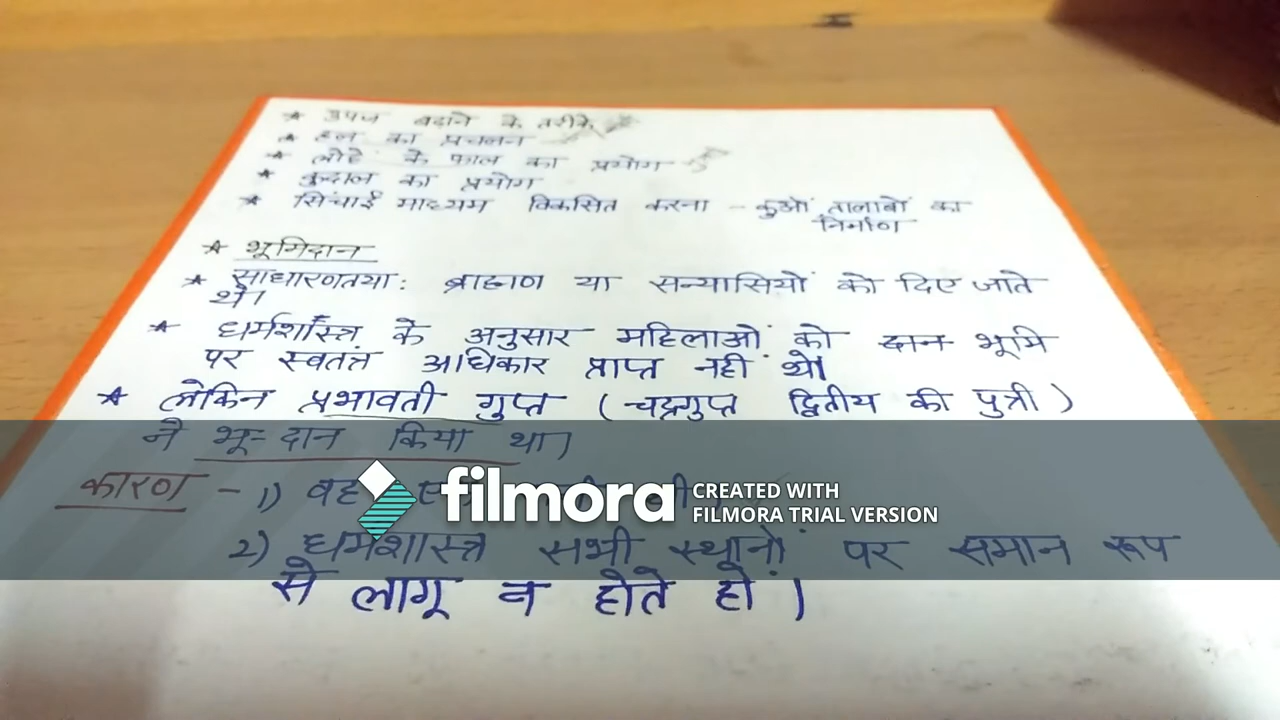 * उपज बढाने के तरीके
* हल का प्रचलन
* लोहे के फाल का प्रयोग
* कुदाल का प्रयोग
* सिंचाई माध्यम विकसित करना - कुओं तालाबों का
निर्माण
* भूमिदान
* साधारणतया: ब्राह्मण या सन्यासियों को दिए जाते
थे।
* धर्मशास्त्र के अनुसार महिलाओं को दान भूमि
पर स्वतंत्र अधिकार प्राप्त नहीं थे।
* लेकिन प्रभावती गुप्त (चन्द्रगुप्त द्वितीय की पुत्री)
ने भू-दान किया था।
कारण - 1) वह
filmora CREATED WITH
FILMORA TRIAL VERSION
2) धर्मशास्त्र सभी स्थानों पर समान रूप
से लागू न होते हो।